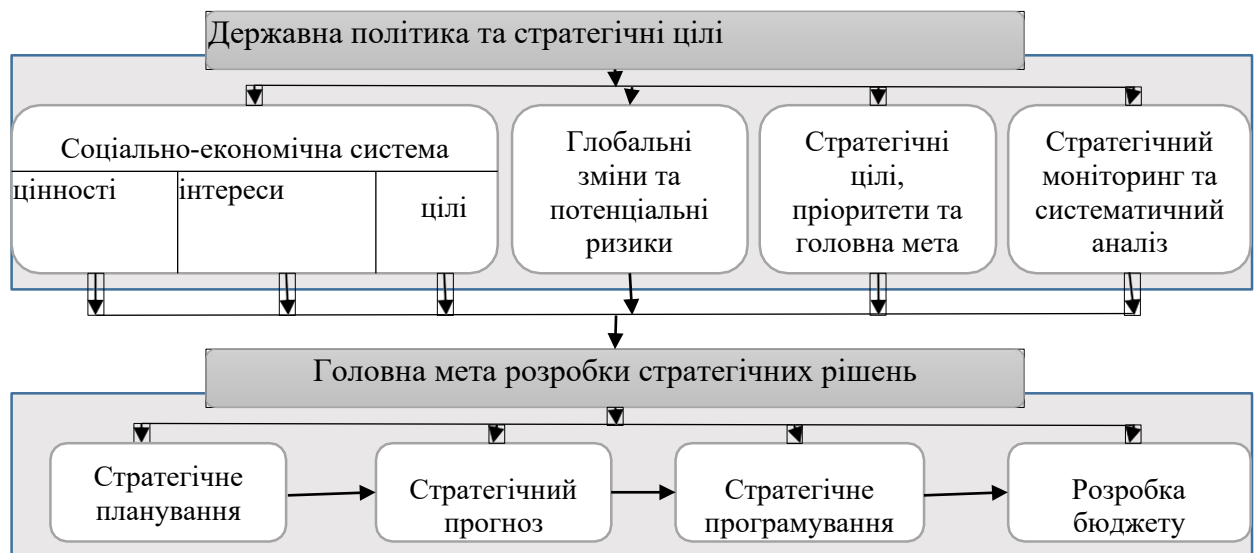 Державна політика та стратегічні цілі
Соціально-економічна система
цінності
інтереси
цілі
Глобальні
зміни та
потенціальні
ризики
Стратегічні
цілі,
пріоритети та
головна мета
Стратегічний
моніторинг та
систематичний
аналіз
Головна мета розробки стратегічних рішень
Стратегічне
планування
Стратегічний
прогноз
Стратегічне
програмування
Розробка
бюджету